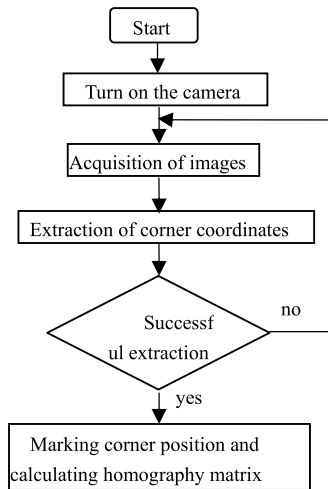 Start
Turn on the camera
Acquisition of images
Extraction of corner coordinates
Successf
ul extraction
no
yes
Marking corner position and
calculating homography matrix